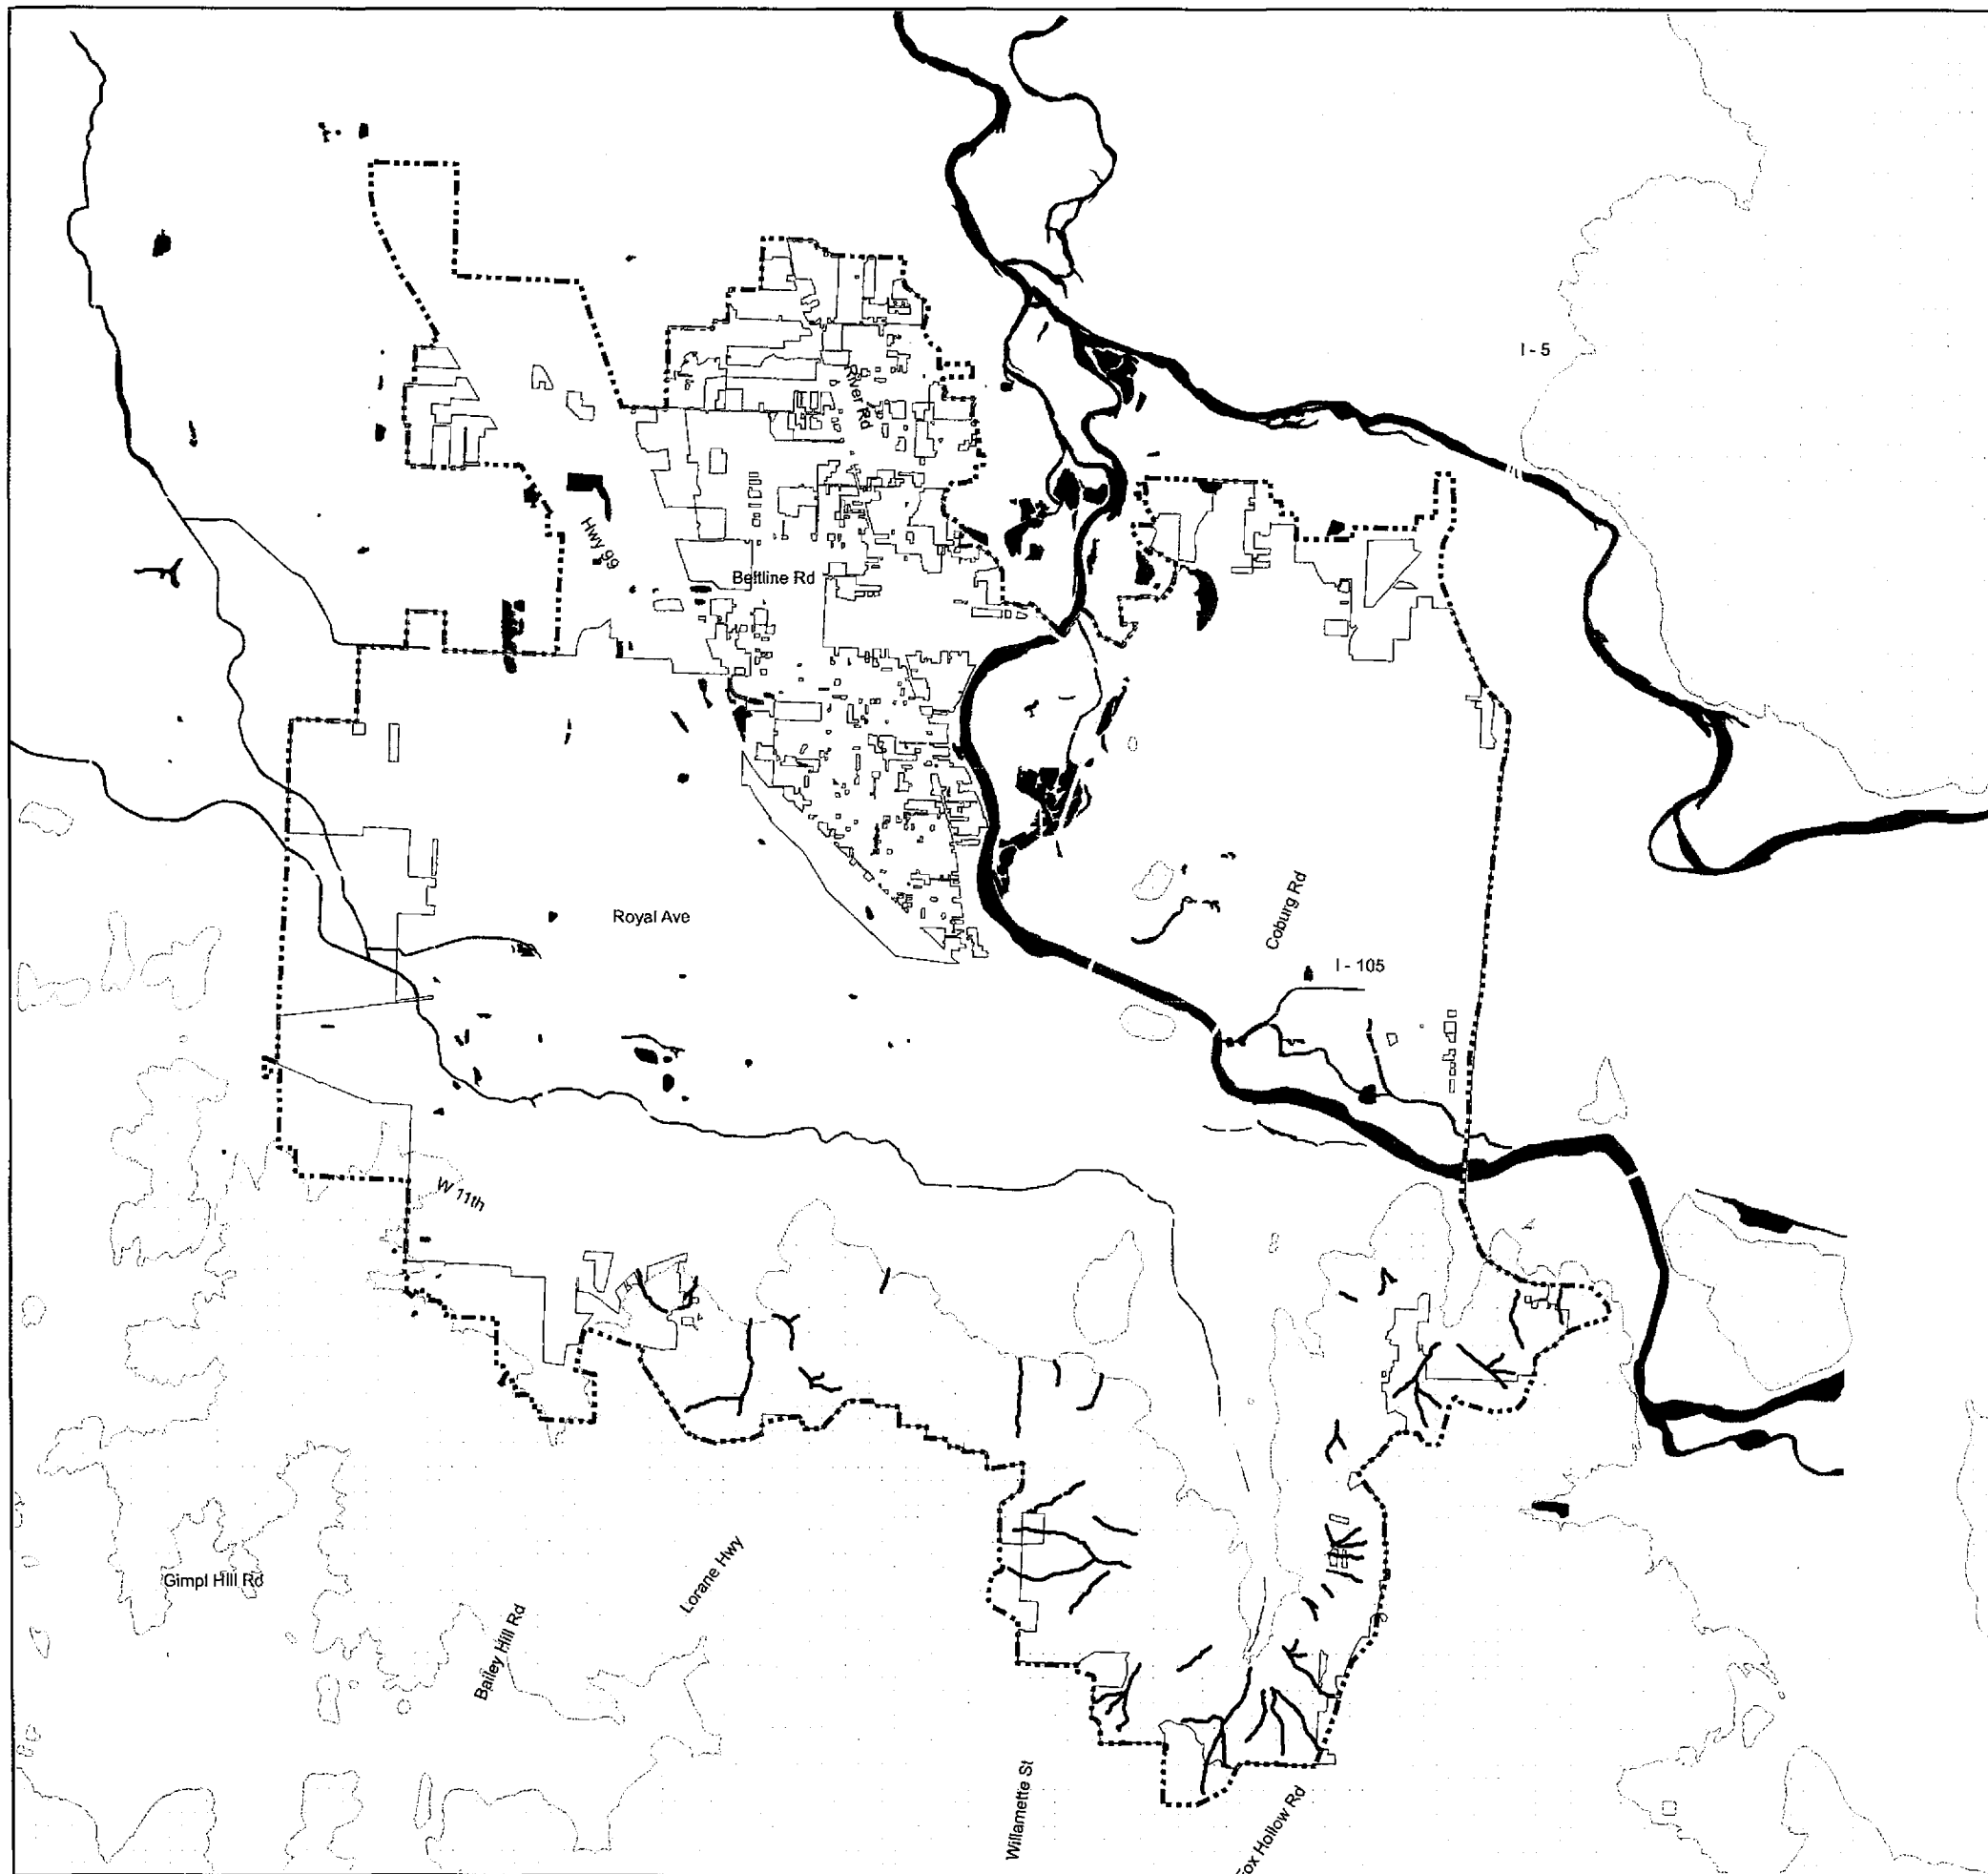 I - 5
River Rd
Hwy 99
Beltline Rd
Royal Ave
Coburg Rd
I - 105
W 11th
Gimpl Hill Rd
Bailey Hill Rd
Lorane Hwy
Willamette St
Fox Hollow Rd